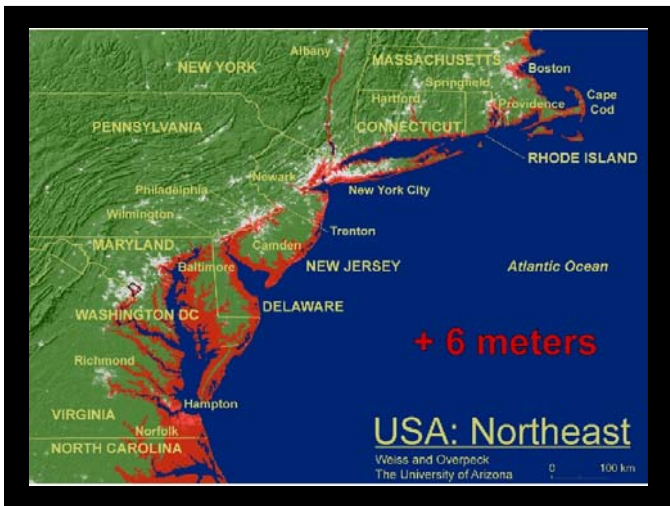 Albany
NEW YORK
MASSACHUSETTS
Boston
Springfield
Hartford
Providence
Cape
Cod
PENNSYLVANIA
CONNECTICUT
RHODE ISLAND
Newark
Philadelphia
New York City
Wilmington
Trenton
MARYLAND
Camden
Baltimore
NEW JERSEY
Atlantic Ocean
DELAWARE
WASHINGTON DC
+ 6 meters
Richmond
Hampton
VIRGINIA
Norfolk
NORTH CAROLINA
USA: Northeast
Weiss and Overpeck
The University of Arizona
0 100 km